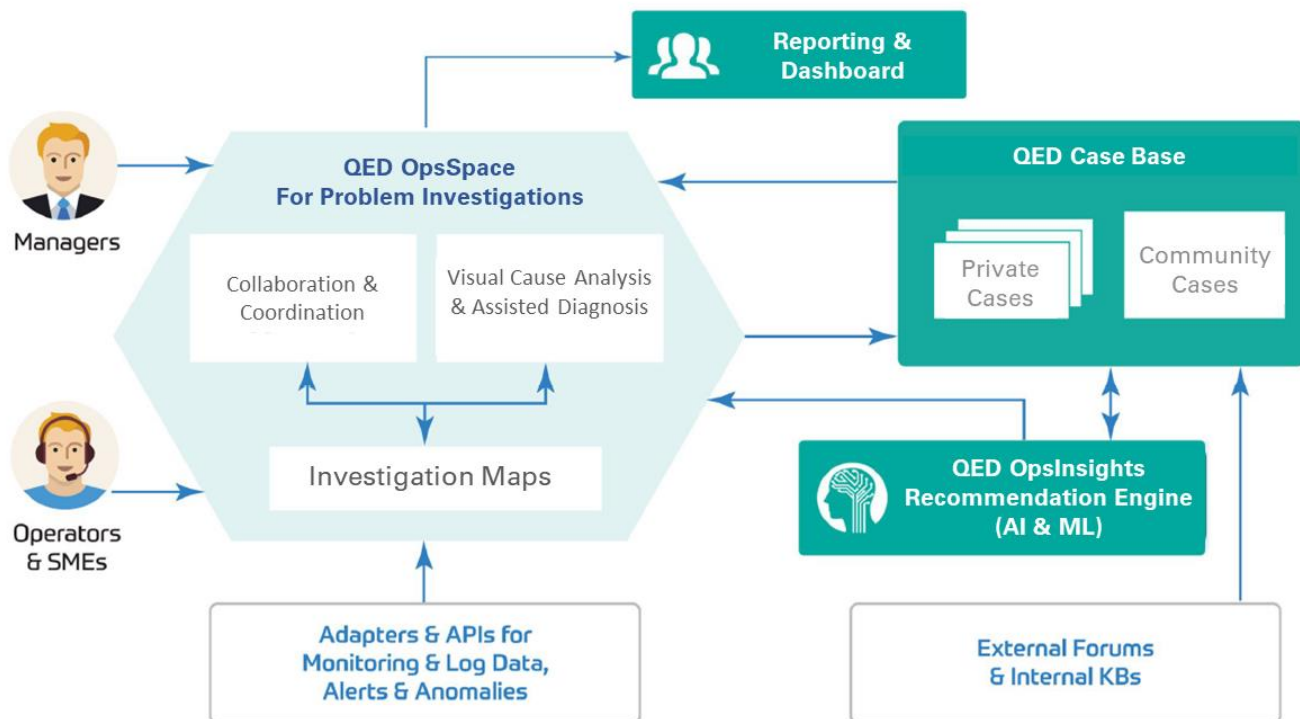 Reporting &
Dashboard
Managers
QED OpsSpace
For Problem Investigations
Collaboration &
Coordination
Visual Cause Analysis
& Assisted Diagnosis
Investigation Maps
QED Case Base
Private
Cases
Community
Cases
Operators
& SMEs
QED OpsInsights
Recommendation Engine
(AI & ML)
Adapters & APIs for
Monitoring & Log Data,
Alerts & Anomalies
External Forums
& Internal KBs